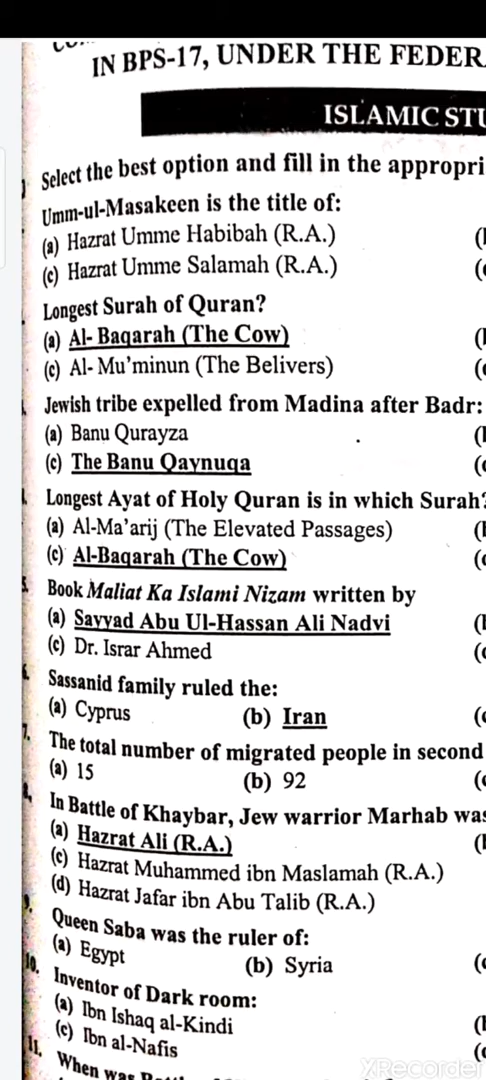 IN BPS-17, UNDER THE FEDER
ISLAMIC STU
Select the best option and fill in the appropri
Umm-ul-Masakeen is the title of:
(a) Hazrat Umme Habibah (R.A.)
(c) Hazrat Umme Salamah (R.A.)
Longest Surah of Quran?
(a) Al- Baqarah (The Cow)
(c) Al- Mu'minun (The Belivers)
Jewish tribe expelled from Madina after Badr:
(a) Banu Qurayza
(c) The Banu Qaynuqa
Longest Ayat of Holy Quran is in which Surah?
(a) Al-Ma'arij (The Elevated Passages)
(c) Al-Baqarah (The Cow)
5. Book Maliat Ka Islami Nizam written by
(a) Sayyad Abu Ul-Hassan Ali Nadvi
(c) Dr. Israr Ahmed
6. Sassanid family ruled the:
(a) Cyprus (b) Iran
7. The total number of migrated people in second
(a) 15 (b) 92
8. In Battle of Khaybar, Jew warrior Marhab was
(a) Hazrat Ali (R.A.)
(c) Hazrat Muhammed ibn Maslamah (R.A.)
(d) Hazrat Jafar ibn Abu Talib (R.A.)
9. Queen Saba was the ruler of:
(a) Egypt (b) Syria
10. Inventor of Dark room:
(a) Ibn Ishaq al-Kindi
(c) Ibn al-Nafis
11. When was
XRecorder